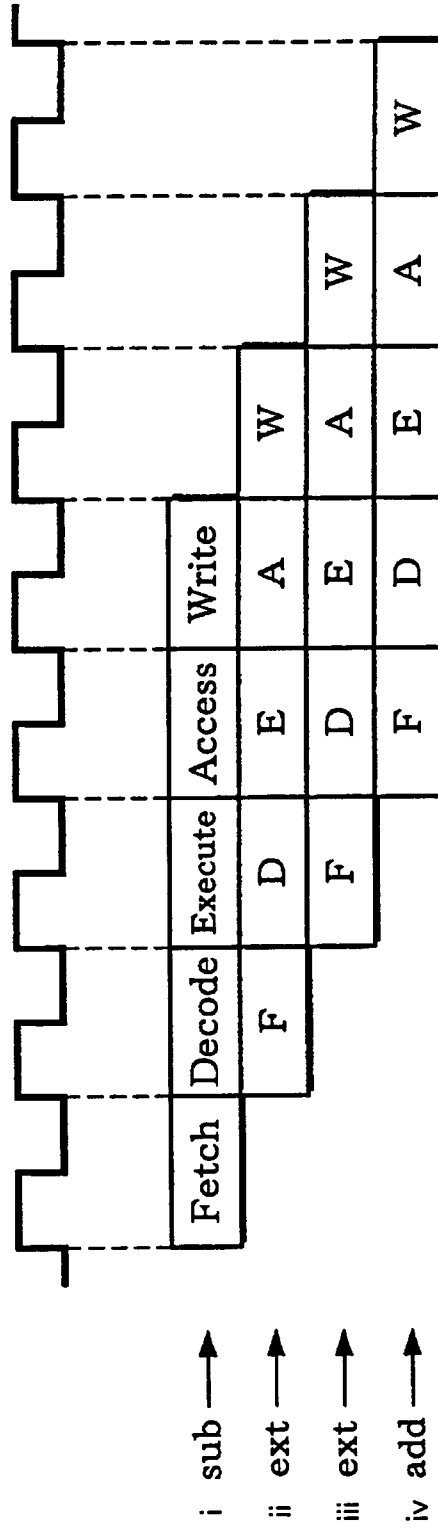 i sub Fetch Decode Execute Access Write
ii ext F D E A W
iii ext F D E A W
iv add F D E A W